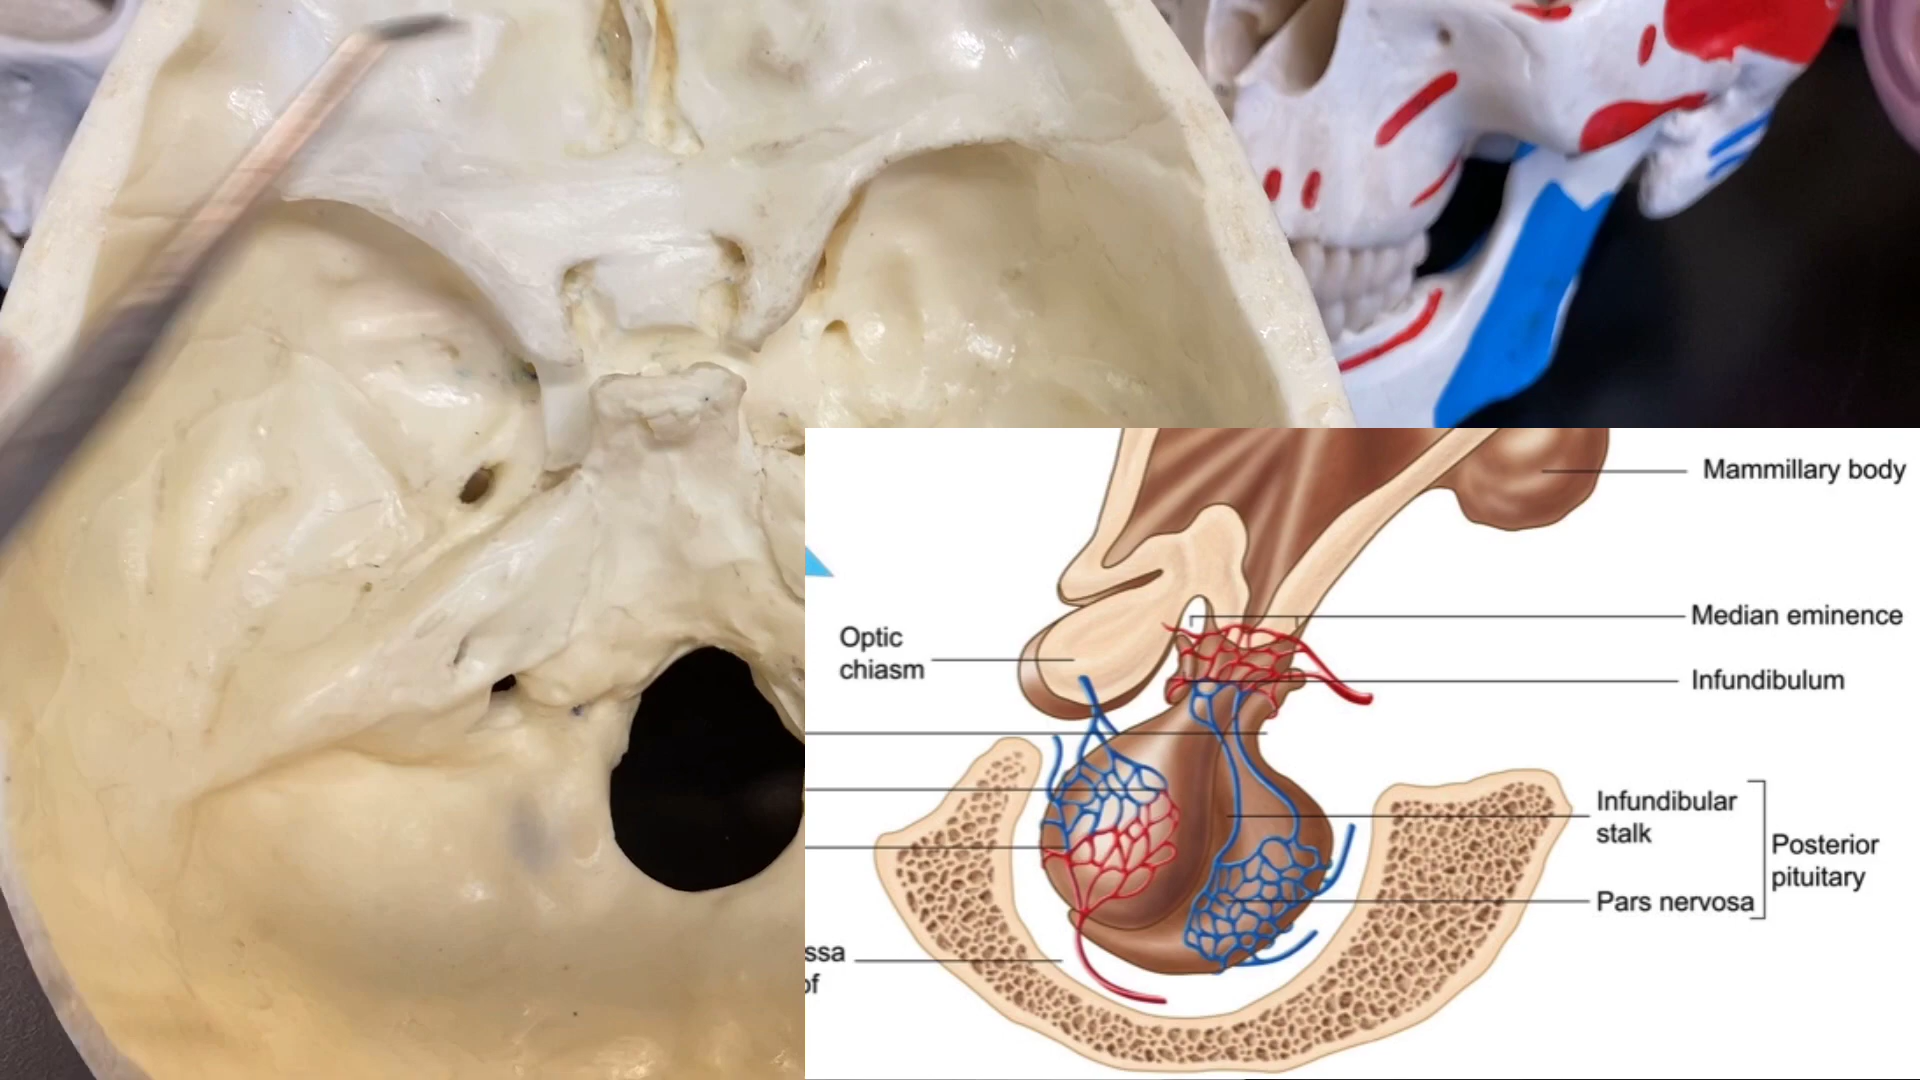 Mammillary body
Median eminence
Optic
chiasm
Infundibulum
Infundibular
stalk
Posterior
pituitary
Pars nervosa
ssa
of